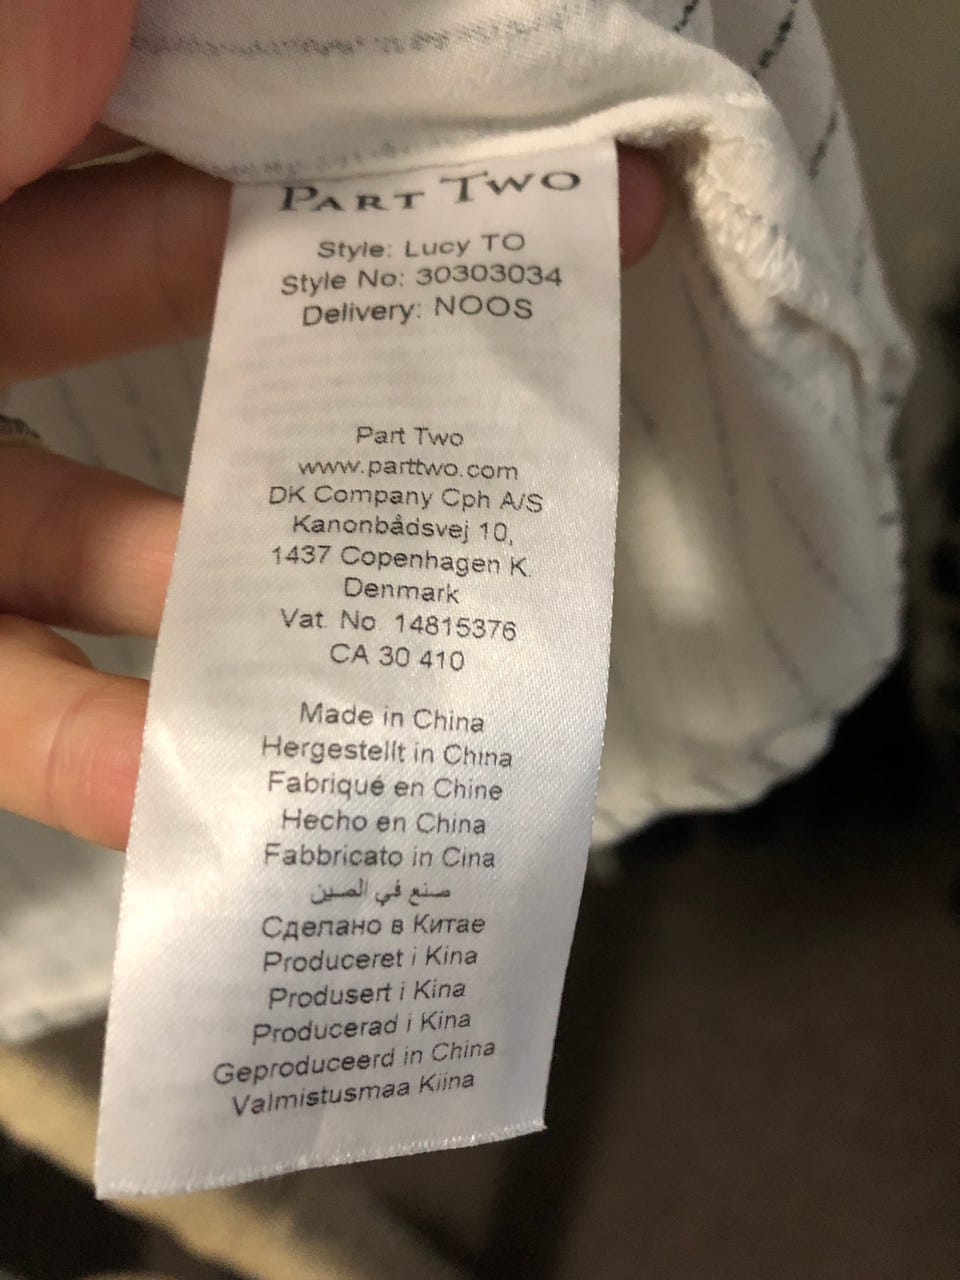 PART TWO
Style: Lucy TO
Style No: 30303034
Delivery: NOOS
Part Two
www.parttwo.com
DK Company Cph A/S
Kanonbådsvej 10,
1437 Copenhagen K.
Denmark
Vat. No. 14815376
CA 30 410
Made in China
Hergestellt in China
Fabriqué en Chine
Hecho en China
Fabbricato in Cina
صنع في الصين
Сделано в Китае
Produceret i Kina
Produsert i Kina
Producerad i Kina
Geproduceerd in China
Valmistusmaa Kiina